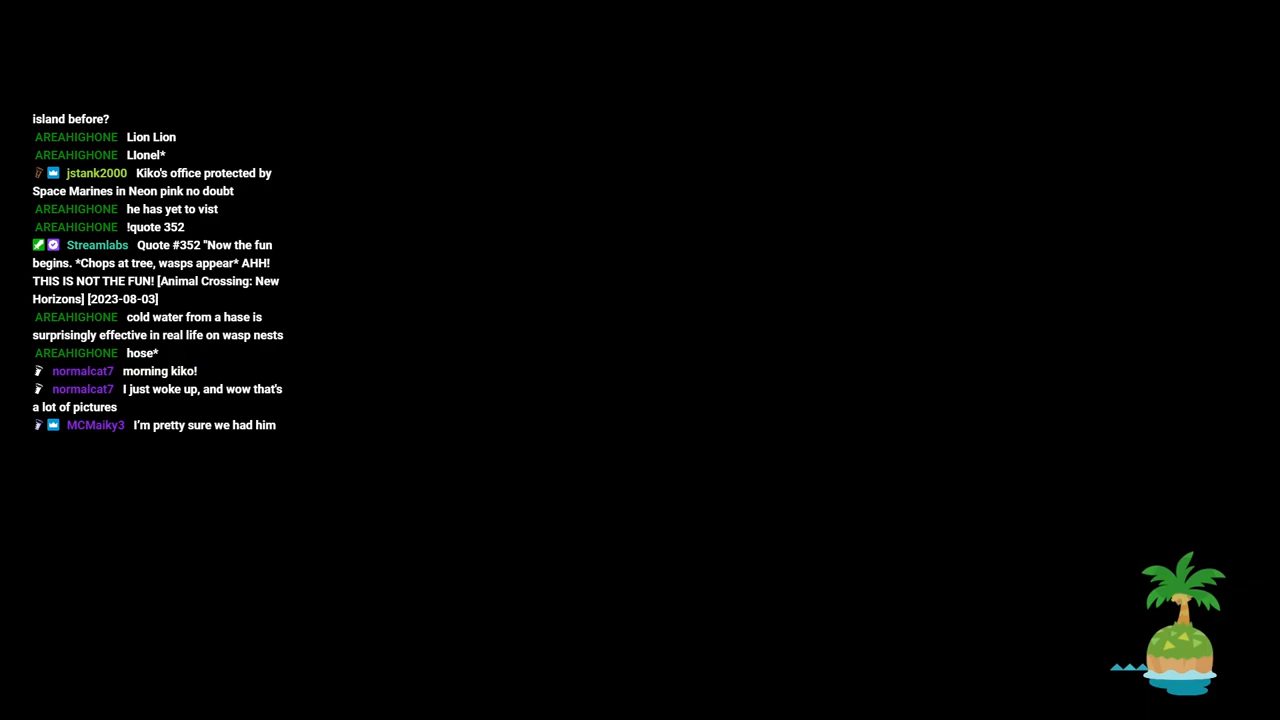 island before?
AREAHIGHONE Lion Lion
AREAHIGHONE LIonel*
jstank2000 Kiko's office protected by
Space Marines in Neon pink no doubt
AREAHIGHONE he has yet to vist
AREAHIGHONE !quote 352
Streamlabs Quote #352 "Now the fun
begins. *Chops at tree, wasps appear* AHH!
THIS IS NOT THE FUN! [Animal Crossing: New
Horizons] [2023-08-03]
AREAHIGHONE cold water from a hase is
surprisingly effective in real life on wasp nests
AREAHIGHONE hose*
normalcat7 morning kiko!
normalcat7 I just woke up, and wow that's
a lot of pictures
MCMaiky3 I'm pretty sure we had him